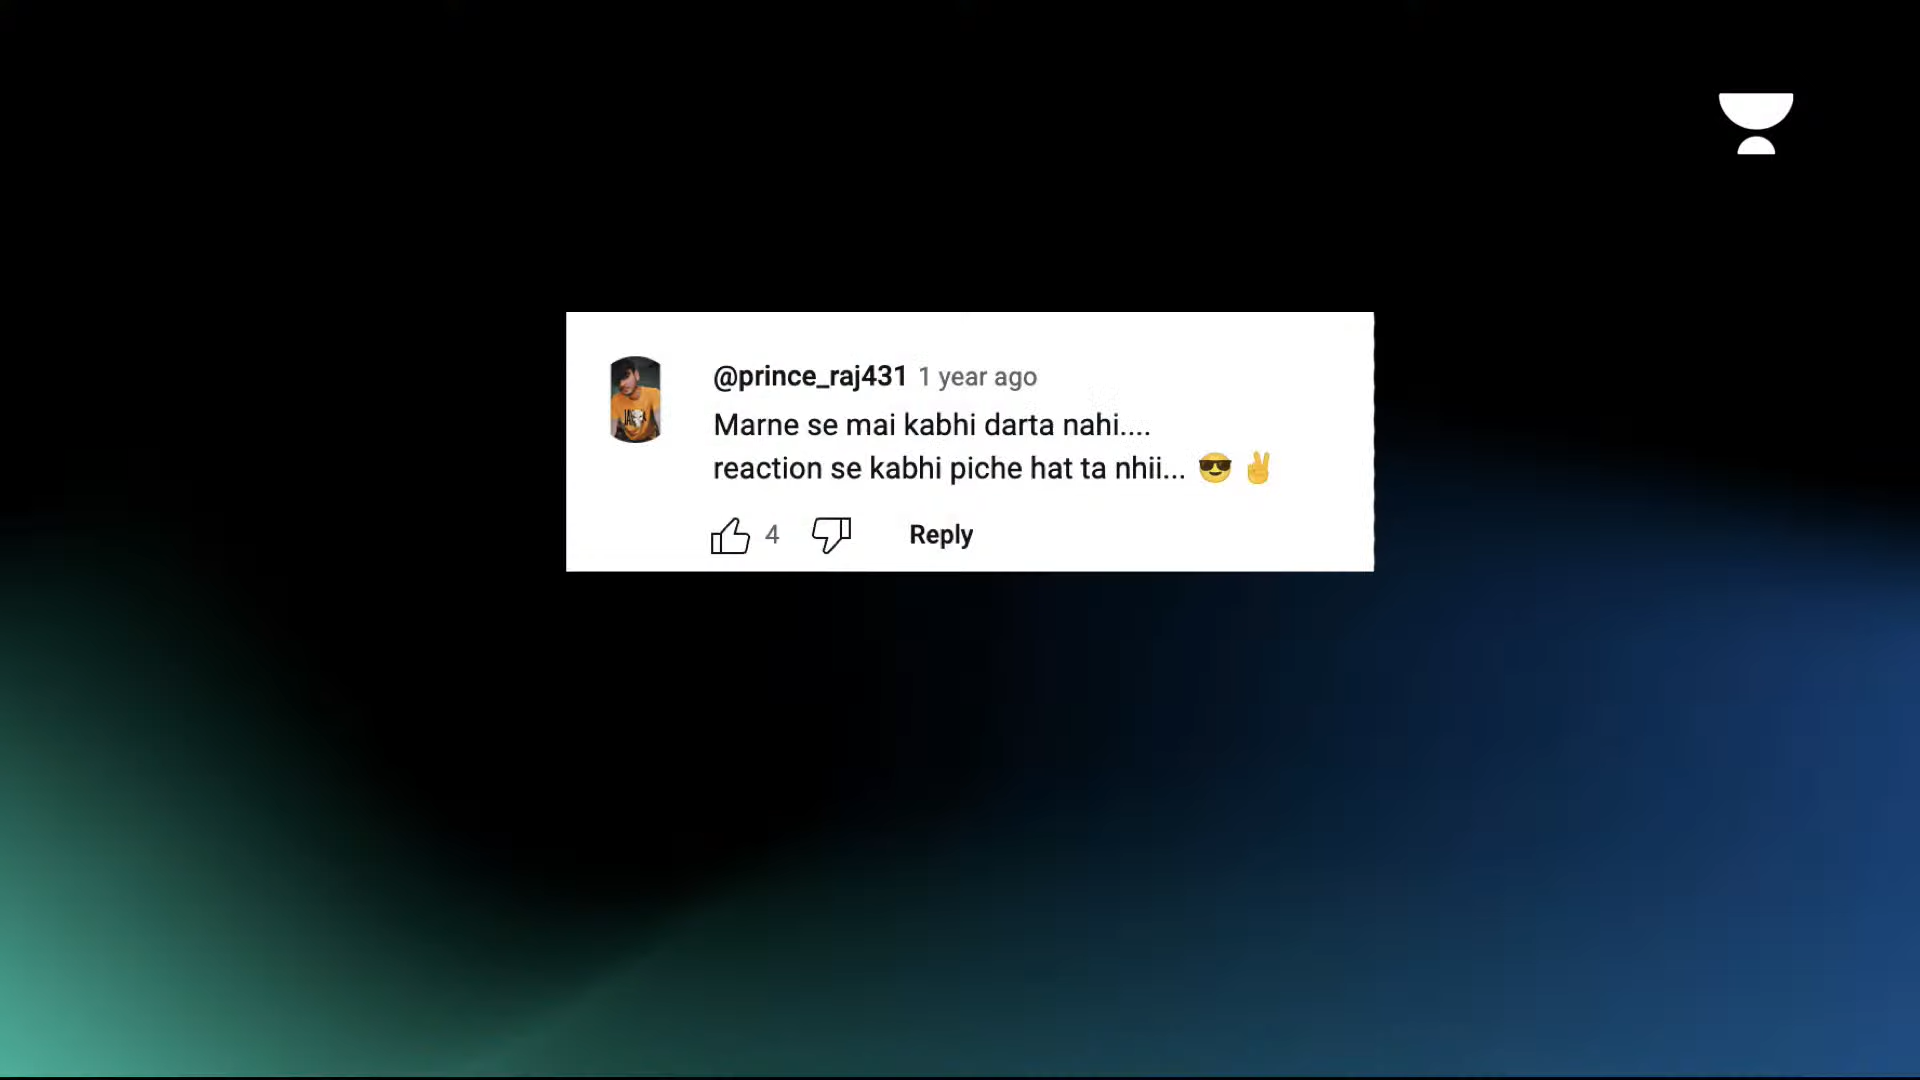 @prince_raj431 1 year ago
Marne se mai kabhi darta nahi....
reaction se kabhi piche hat ta nhii... 😎 ✌
4 Reply